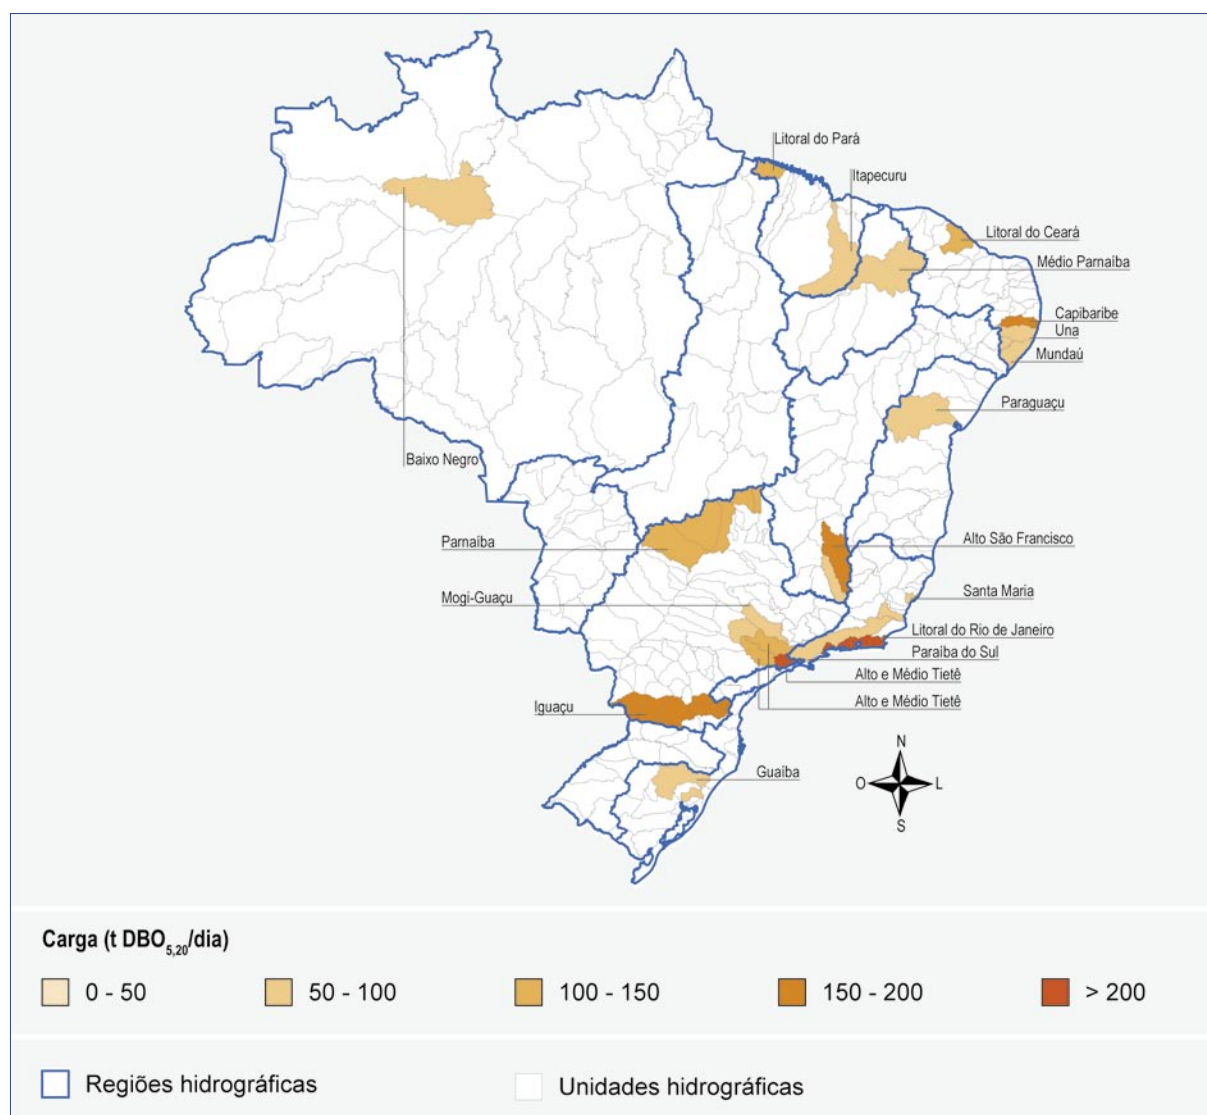 Litoral do Pará
Itapecuru
Litoral do Ceará
Médio Parnaíba
Capibaribe
Una
Mundaú
Paraguaçu
Baixo Negro
Parnaíba
Alto São Francisco
Mogi-Guaçu
Santa Maria
Litoral do Rio de Janeiro
Paraíba do Sul
Alto e Médio Tietê
Alto e Médio Tietê
Iguaçu
Guaíba
N
O L
S
Carga (t DBO5,20/dia)
0 - 50 50 - 100 100 - 150 150 - 200 > 200
Regiões hidrográficas Unidades hidrográficas